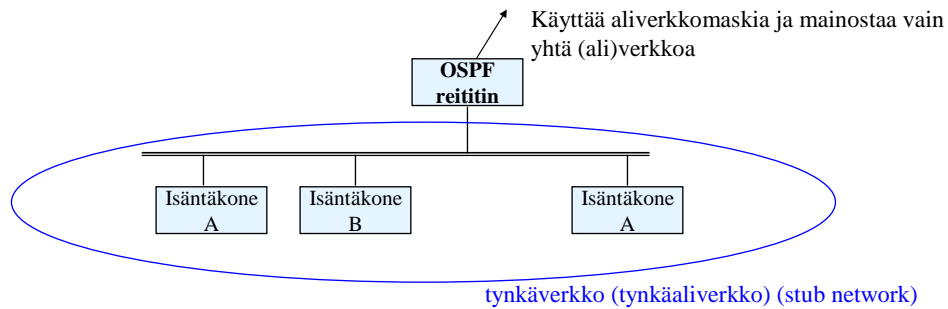 Käyttää aliverkkomaskia ja mainostaa vain
yhtä (ali)verkkoa
OSPF
reititin
Isäntäkone
A
Isäntäkone
B
Isäntäkone
A
tynkäverkko (tynkäaliverkko) (stub network)